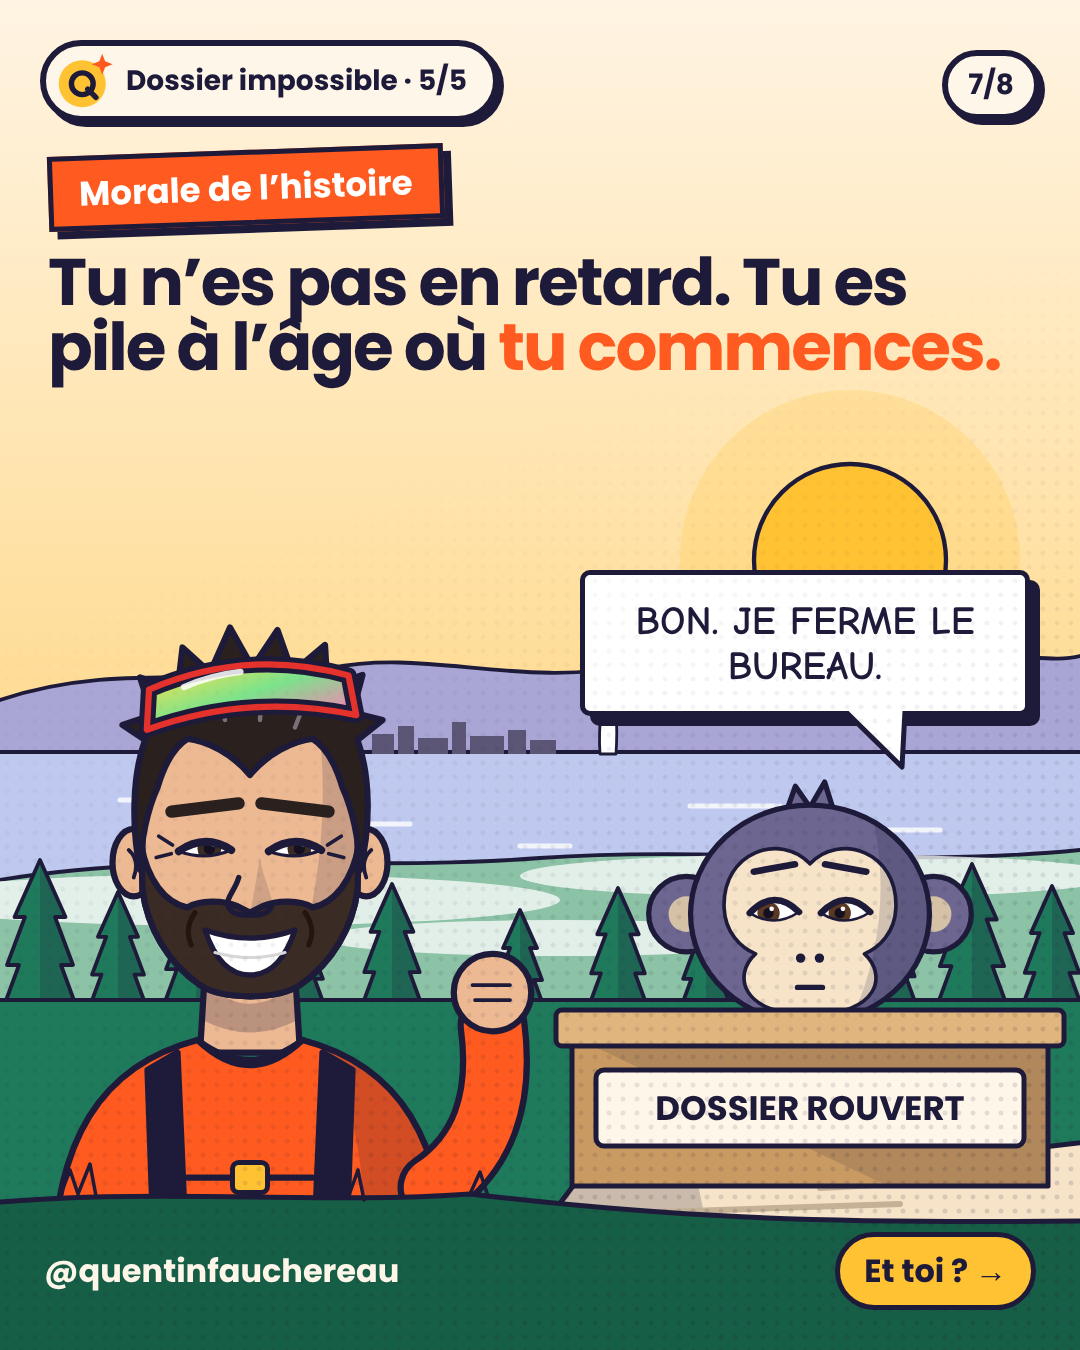 Q
Dossier impossible · 5/5
7/8
Morale de l’histoire
Tu n’es pas en retard. Tu es
pile à l’âge où tu commences.
BON. JE FERME LE
BUREAU.
DOSSIER ROUVERT
@quentinfauchereau
Et toi ? →